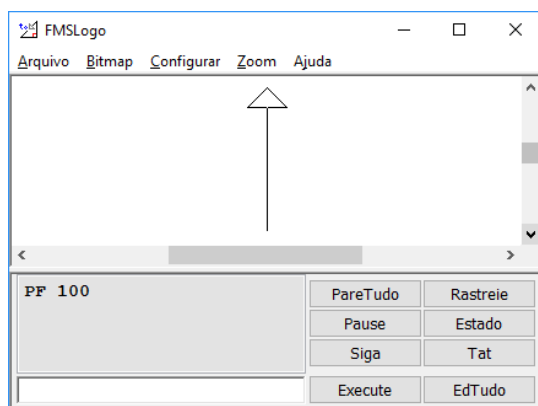 FMSLogo
Arquivo Bitmap Configurar Zoom Ajuda
PF 100
PareTudo Rastreie
Pause Estado
Siga Tat
Execute EdTudo